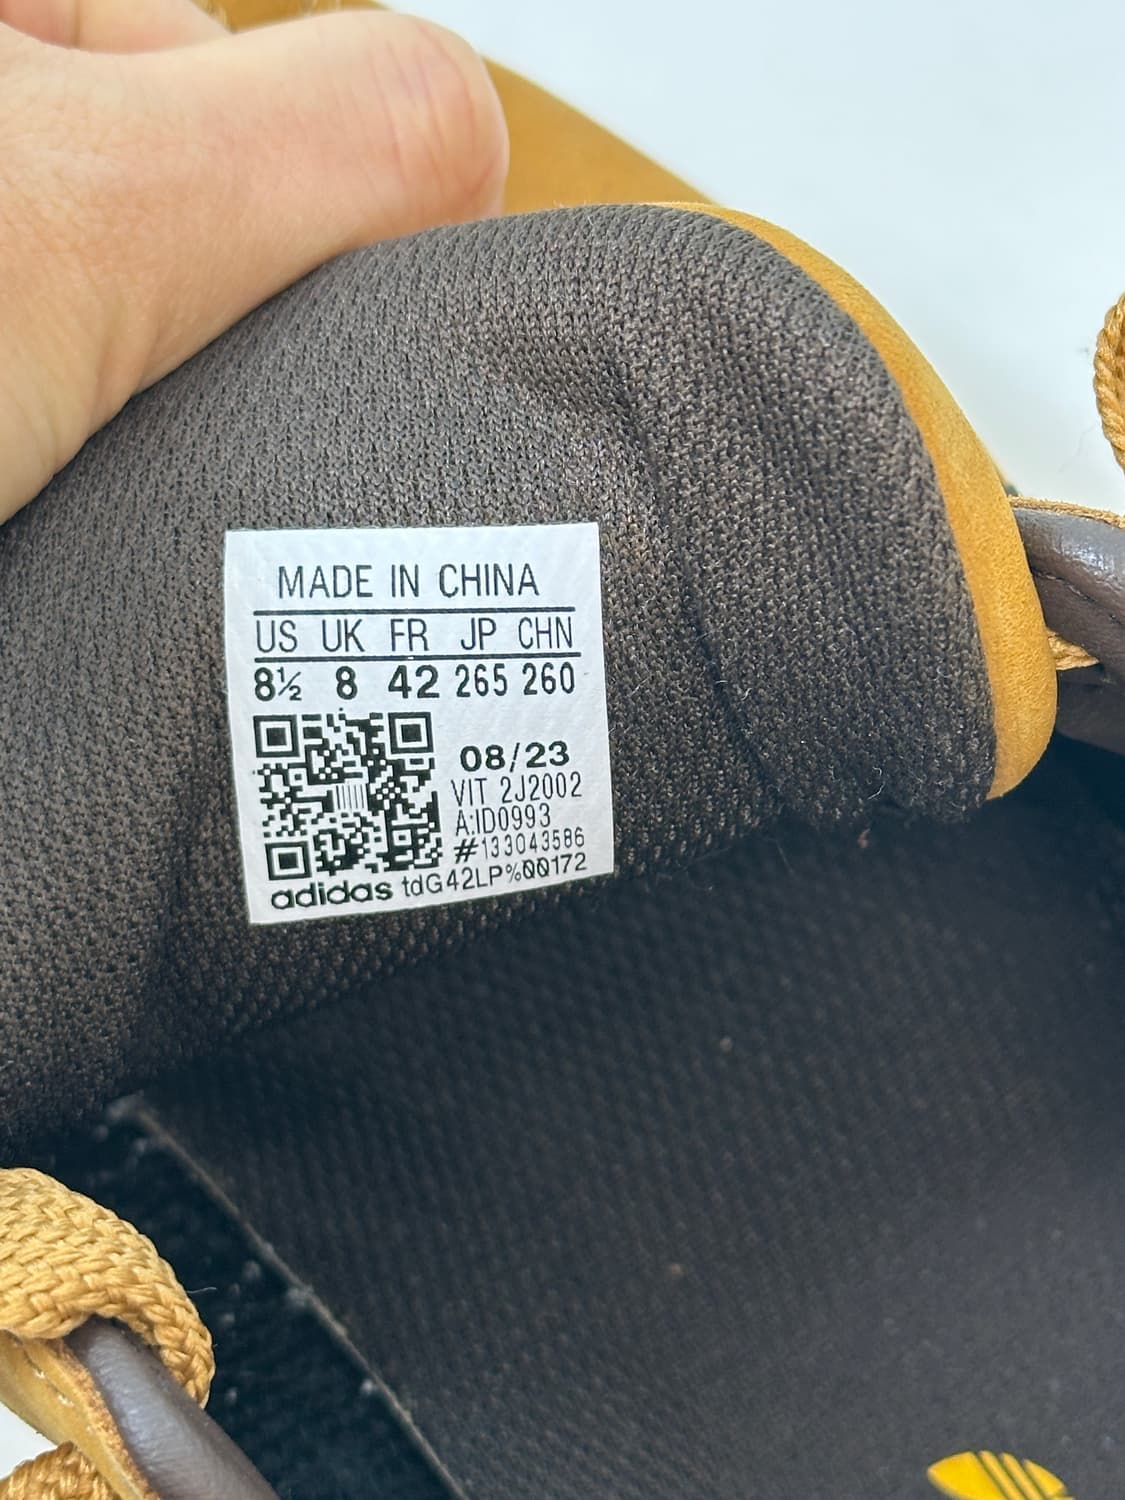 MADE IN CHINA
US UK FR JP CHN
8½ 8 42 265 260
08/23
VIT 2J2002
A:ID0993
#133043586
adidas tdG42LP%00172